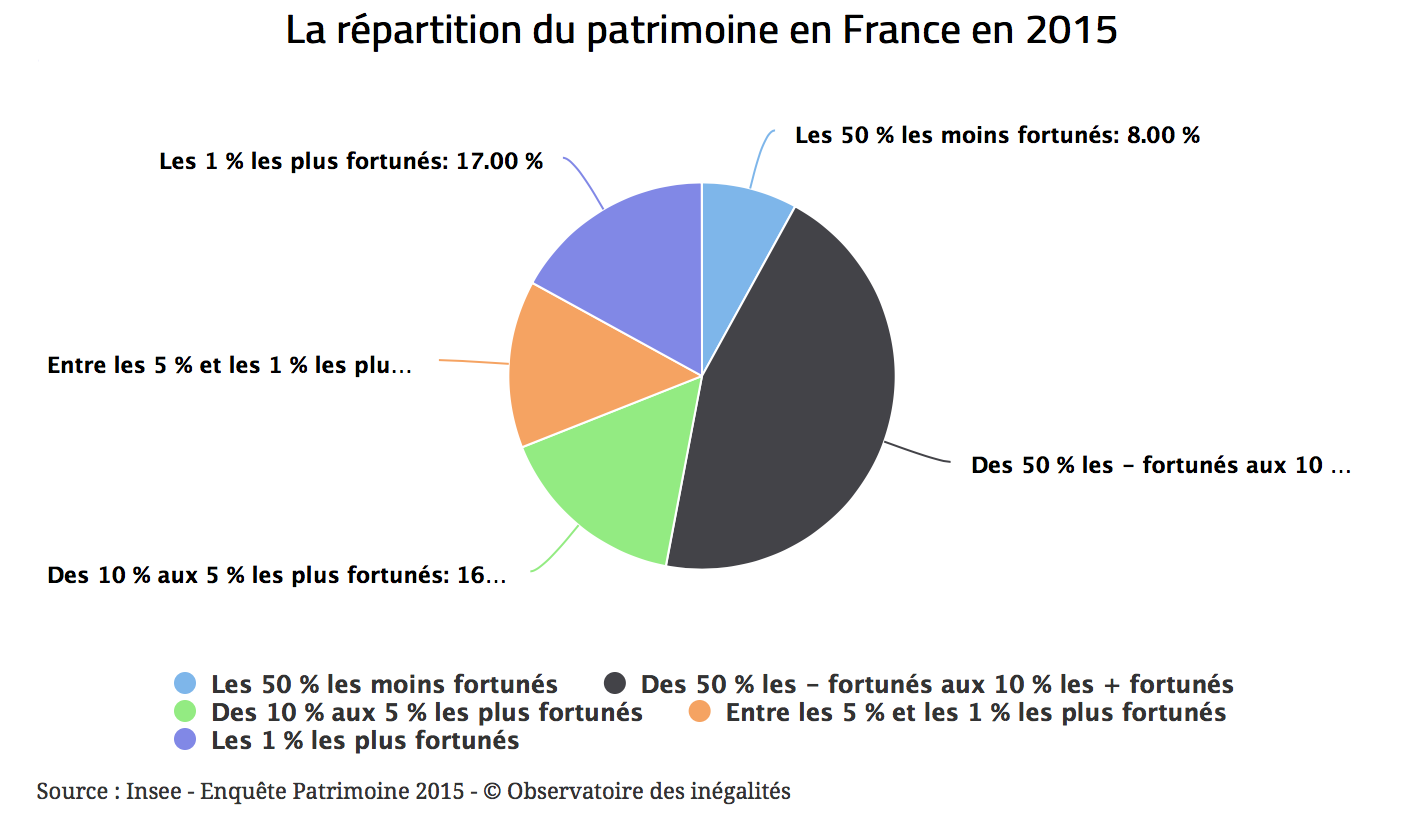 La répartition du patrimoine en France en 2015
Les 50 % les moins fortunés: 8.00 %
Les 1 % les plus fortunés: 17.00 %
Entre les 5 % et les 1 % les plu...
Des 50 % les - fortunés aux 10 ...
Des 10 % aux 5 % les plus fortunés: 16...
Les 50 % les moins fortunés
Des 50 % les - fortunés aux 10 % les + fortunés
Des 10 % aux 5 % les plus fortunés
Entre les 5 % et les 1 % les plus fortunés
Les 1 % les plus fortunés
Source : Insee - Enquête Patrimoine 2015 - © Observatoire des inégalités